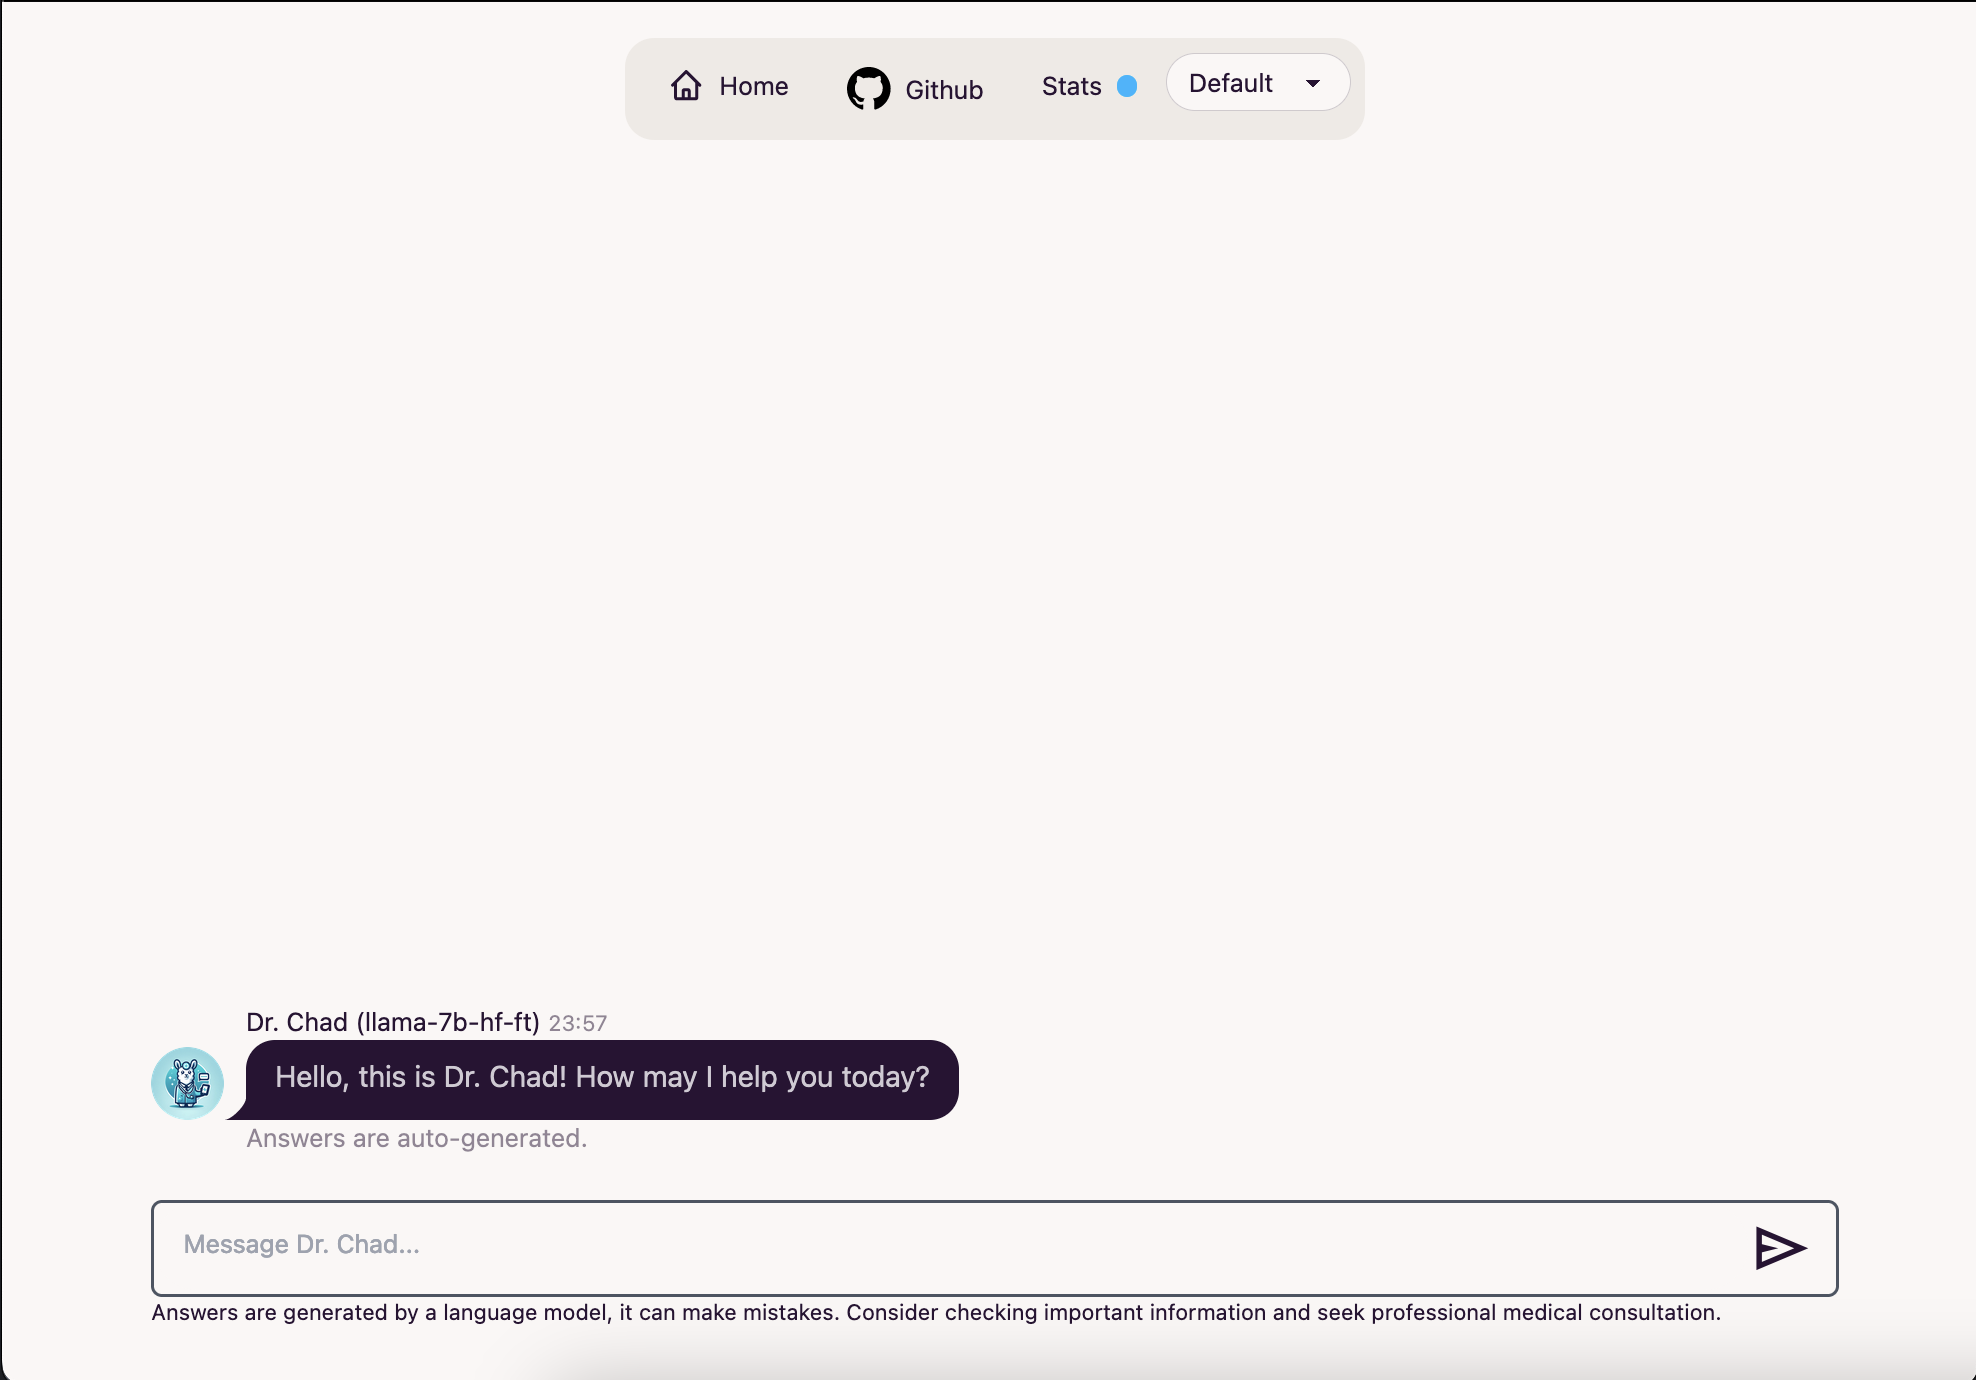 Home
Github
Stats
Default
Dr. Chad (llama-7b-hf-ft) 23:57
Hello, this is Dr. Chad! How may I help you today?
Answers are auto-generated.
Message Dr. Chad...
Answers are generated by a language model, it can make mistakes. Consider checking important information and seek professional medical consultation.